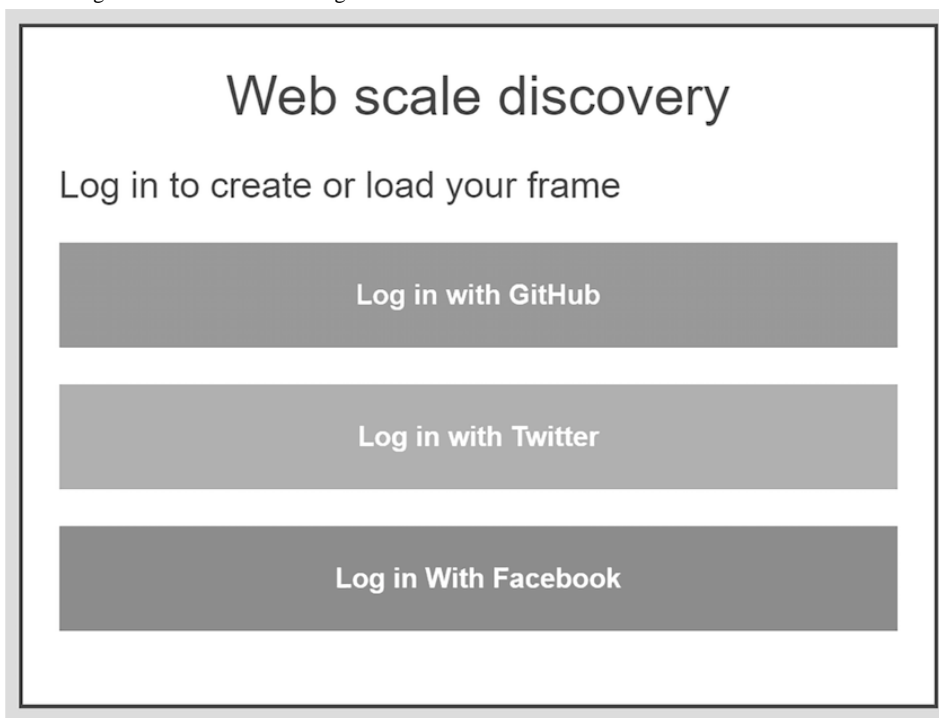 Web scale discovery
Log in to create or load your frame
Log in with GitHub
Log in with Twitter
Log in With Facebook